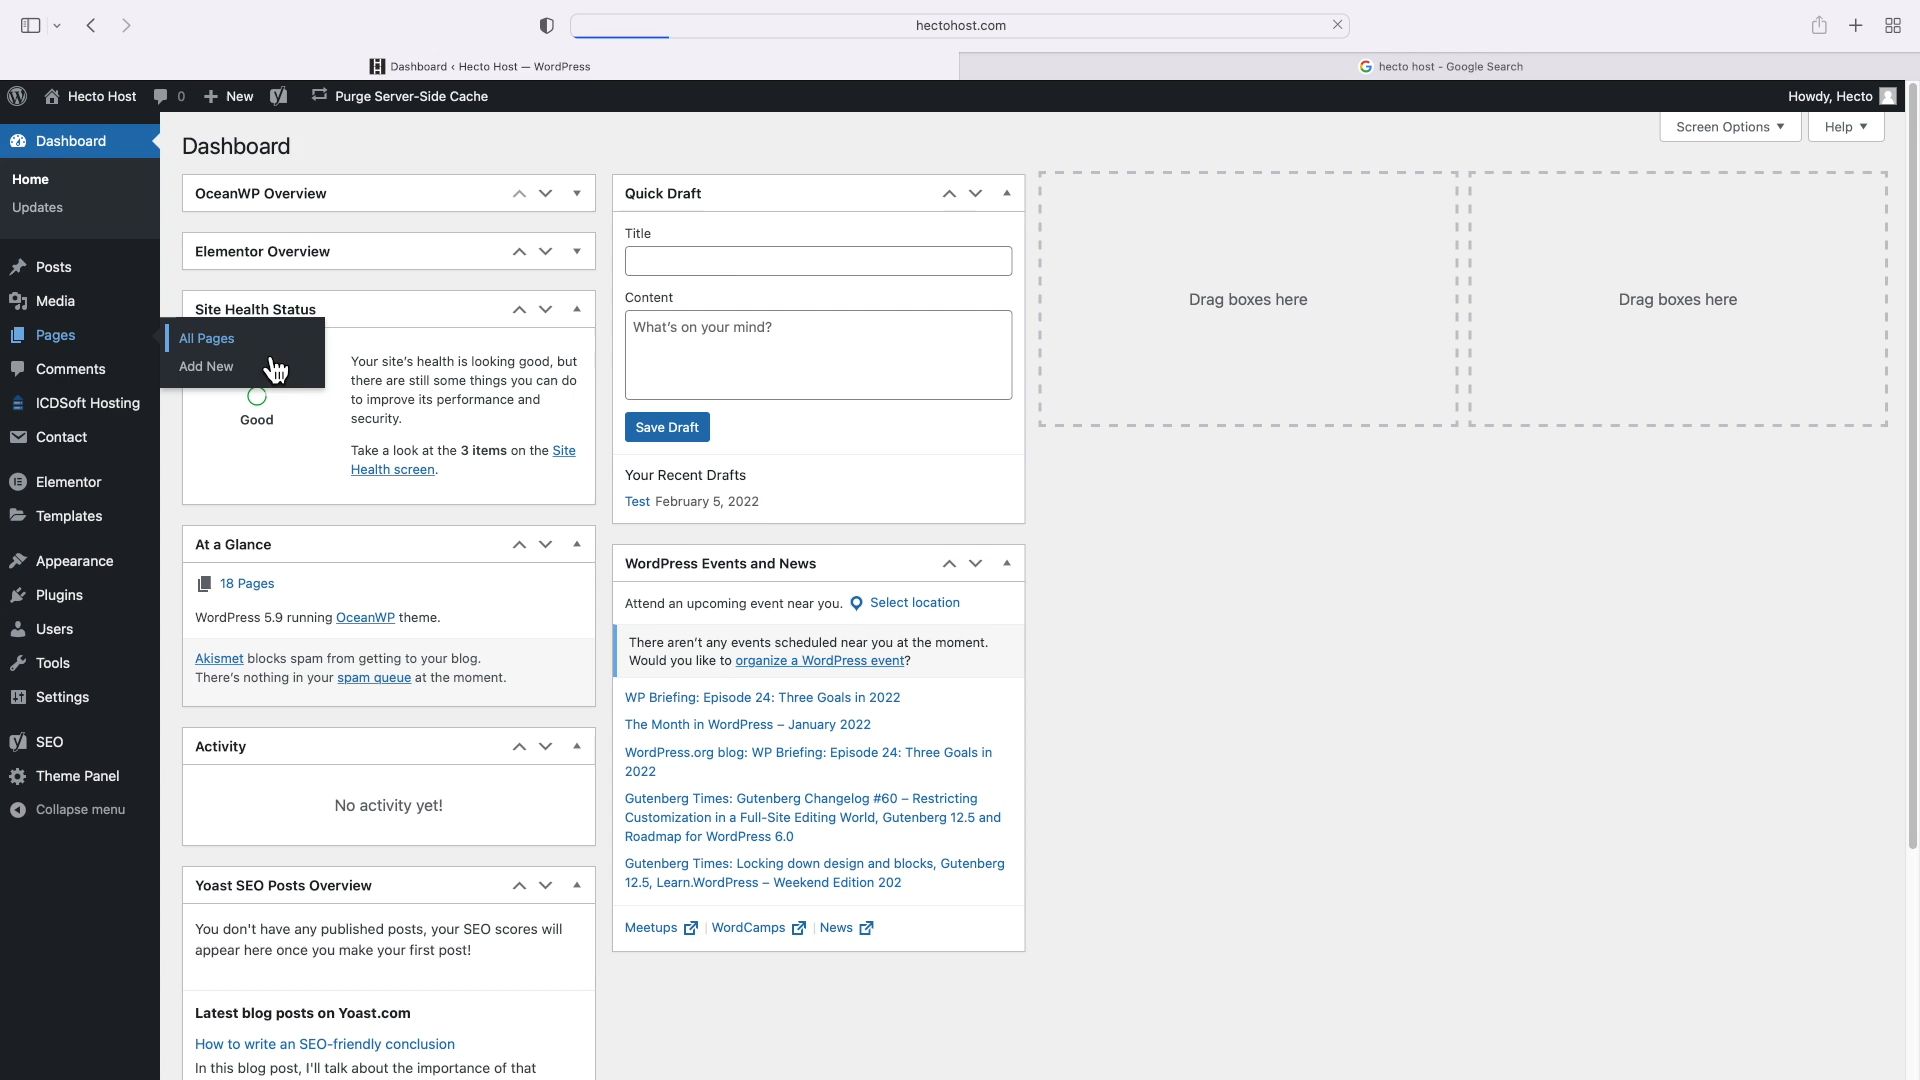 hectohost.com
Dashboard ‹ Hecto Host — WordPress
hecto host - Google Search
Hecto Host
0
New
Purge Server-Side Cache
Howdy, Hecto
Dashboard
Home
Updates
Posts
Media
Pages
All Pages
Add New
Comments
ICDSoft Hosting
Contact
Elementor
Templates
Appearance
Plugins
Users
Tools
Settings
SEO
Theme Panel
Collapse menu
Dashboard
Screen Options
Help
OceanWP Overview
Elementor Overview
Site Health Status
Good
Your site's health is looking good, but
there are still some things you can do
to improve its performance and
security.
Take a look at the 3 items on the Site
Health screen.
At a Glance
18 Pages
WordPress 5.9 running OceanWP theme.
Akismet blocks spam from getting to your blog.
There's nothing in your spam queue at the moment.
Activity
No activity yet!
Yoast SEO Posts Overview
You don't have any published posts, your SEO scores will
appear here once you make your first post!
Latest blog posts on Yoast.com
How to write an SEO-friendly conclusion
In this blog post, I'll talk about the importance of that
Quick Draft
Title
Content
What's on your mind?
Save Draft
Your Recent Drafts
Test February 5, 2022
WordPress Events and News
Attend an upcoming event near you. Select location
There aren't any events scheduled near you at the moment.
Would you like to organize a WordPress event?
WP Briefing: Episode 24: Three Goals in 2022
The Month in WordPress – January 2022
WordPress.org blog: WP Briefing: Episode 24: Three Goals in
2022
Gutenberg Times: Gutenberg Changelog #60 – Restricting
Customization in a Full-Site Editing World, Gutenberg 12.5 and
Roadmap for WordPress 6.0
Gutenberg Times: Locking down design and blocks, Gutenberg
12.5, Learn.WordPress – Weekend Edition 202
Meetups | WordCamps | News
Drag boxes here
Drag boxes here